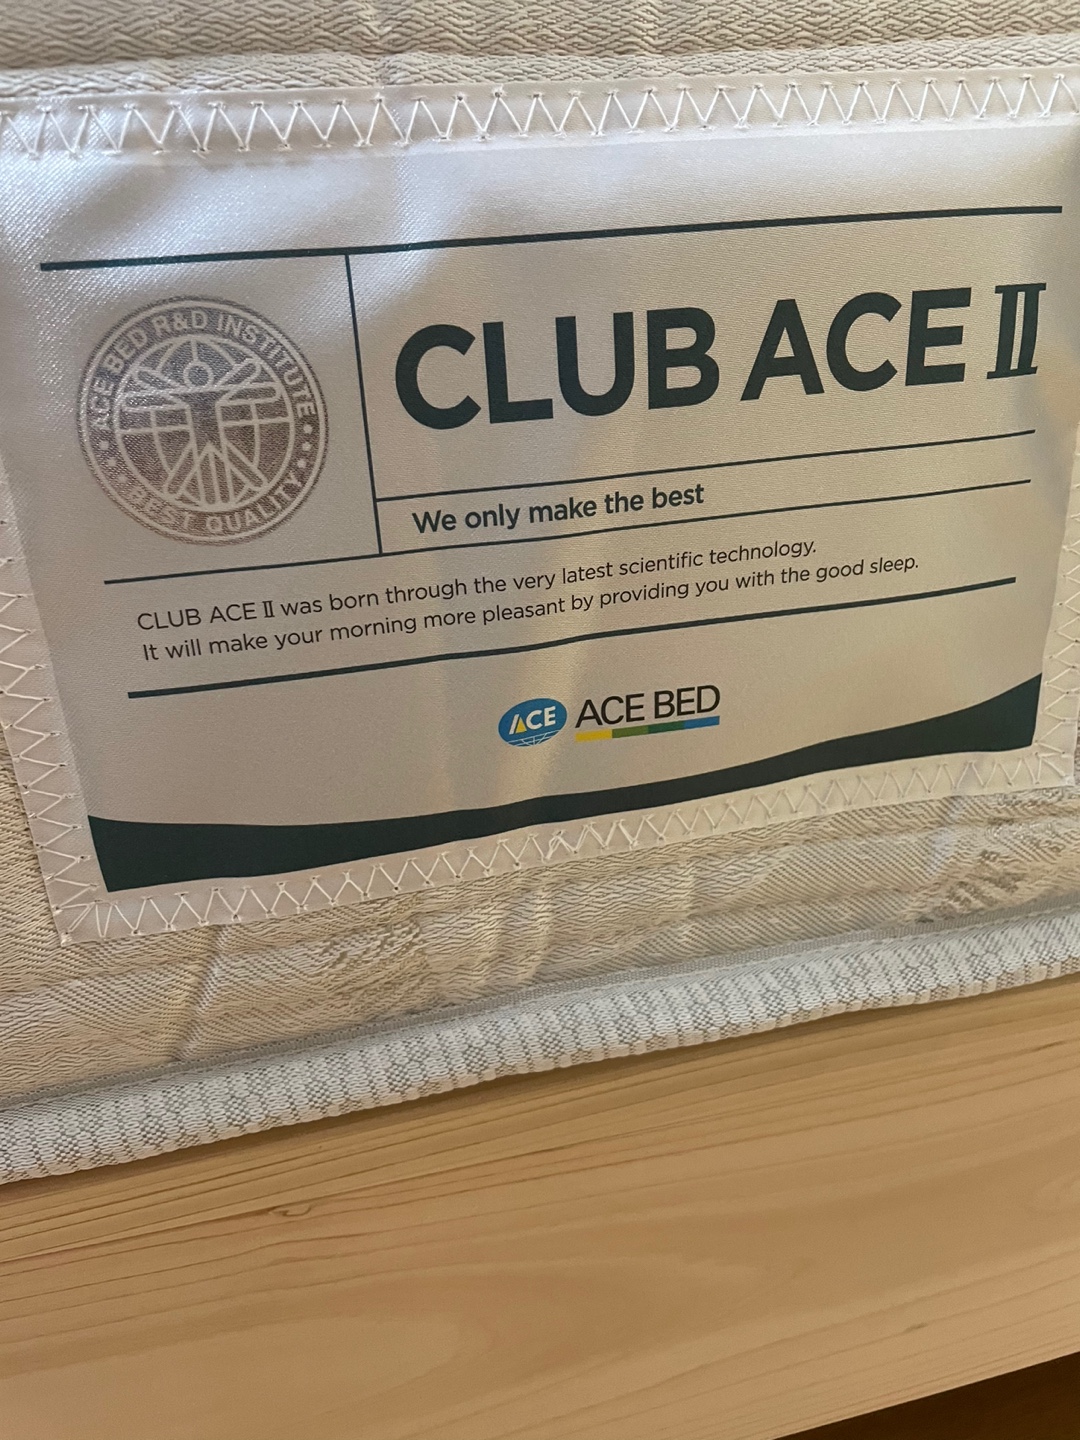 ACE BED R&D INSTITUTE
BEST QUALITY
CLUB ACE Ⅱ
We only make the best
CLUB ACE Ⅱ was born through the very latest scientific technology.
It will make your morning more pleasant by providing you with the good sleep.
ACE ACE BED